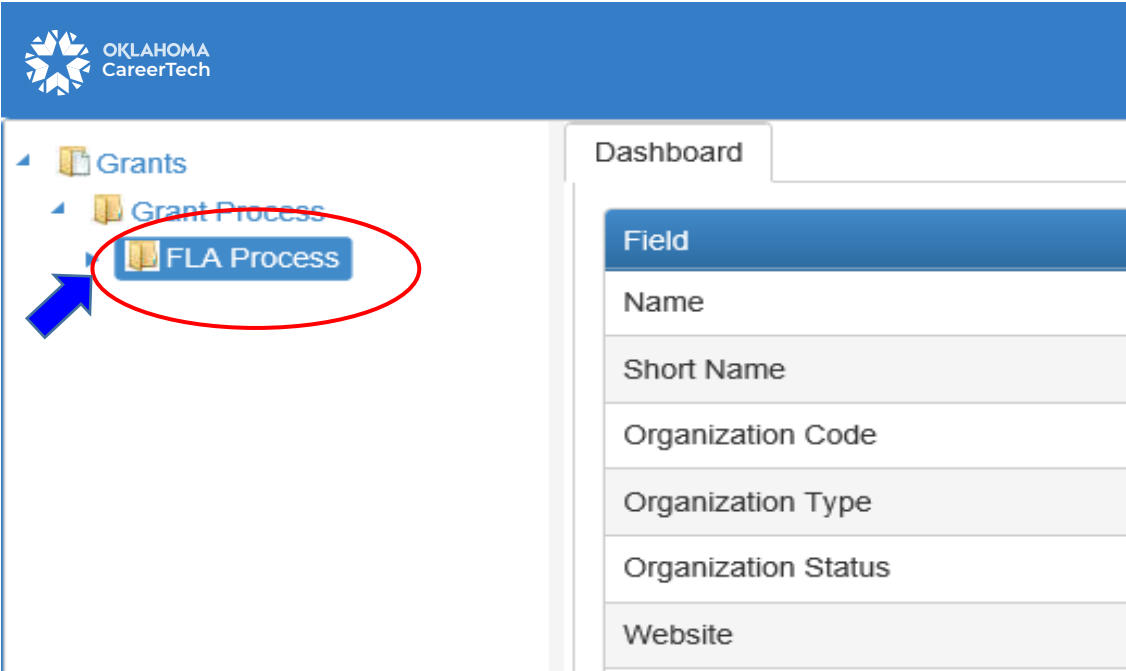 OKLAHOMA
CareerTech
Grants
Grant Process
FLA Process
Dashboard
Field
Name
Short Name
Organization Code
Organization Type
Organization Status
Website